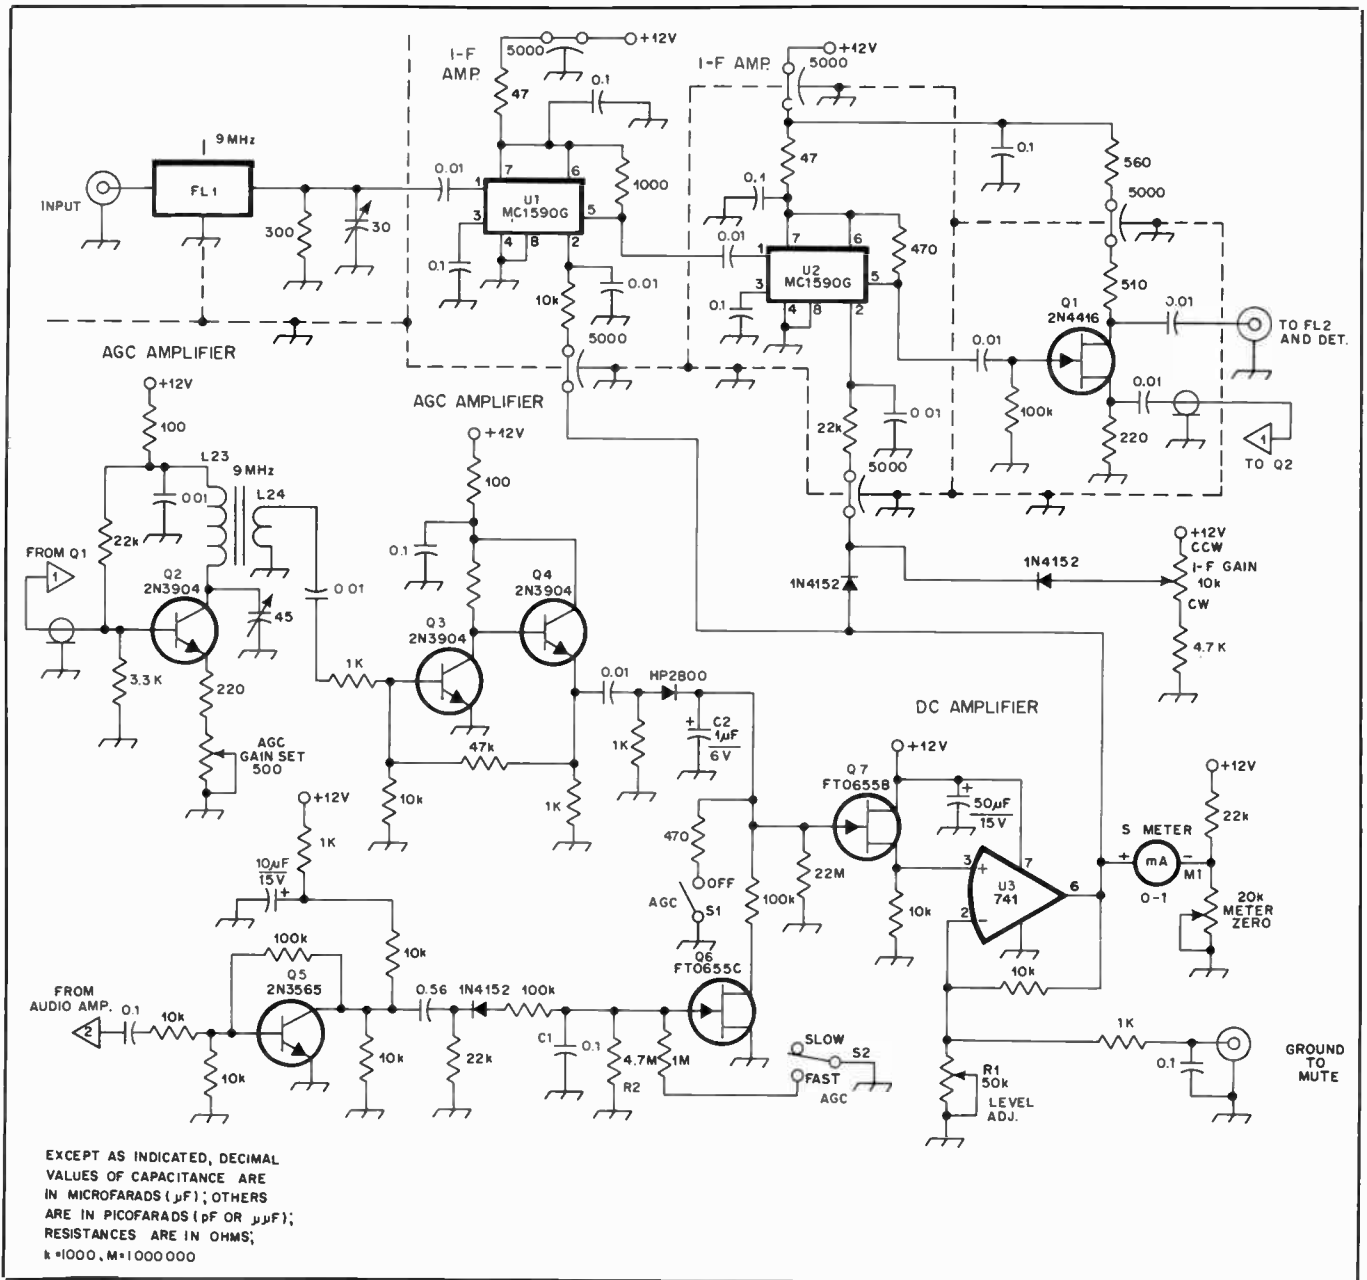 I-F
AMP.
5000
+12V
47
0.1
I-F AMP.
+12V
5000
9 MHz
INPUT
FL1
300
30
0.01
1
7
6
U1
MC1590G
3
5
4
8
2
1000
0.1
10k
0.01
5000
47
0.1
0.01
1
7
6
U2
MC1590G
3
5
4
8
2
470
0.1
0.1
560
5000
510
Q1
2N4416
0.01
TO FL2
AND DET.
0.01
0.01
100k
220
1
TO Q2
22k
0.01
5000
AGC AMPLIFIER
+12V
100
L23
9 MHz
L24
0.01
22k
FROM Q1
1
Q2
2N3904
45
3.3K
220
AGC
GAIN SET
500
0.01
AGC AMPLIFIER
+12V
100
0.1
Q4
2N3904
Q3
2N3904
1K
47k
10k
1K
0.01
HP2800
1K
+
C2
1µF
6V
1N4152
1N4152
+12V
CCW
I-F GAIN
10k
CW
4.7K
DC AMPLIFIER
+12V
Q7
FT0655B
+
50µF
15V
470
OFF
AGC
S1
100k
22M
10k
3
+
7
U3
741
6
2
−
10k
S METER
+
mA
−
M1
0-1
+12V
22k
20k
METER
ZERO
+12V
1K
10µF
15V
+
100k
10k
Q5
2N3565
FROM
AUDIO AMP.
2
0.1
10k
10k
10k
0.56
1N4152
22k
100k
C1
0.1
4.7M
R2
1M
Q6
FT0655C
SLOW
S2
FAST
AGC
R1
50k
LEVEL
ADJ.
1K
0.1
GROUND
TO
MUTE
EXCEPT AS INDICATED, DECIMAL
VALUES OF CAPACITANCE ARE
IN MICROFARADS (µF); OTHERS
ARE IN PICOFARADS (pF OR µµF);
RESISTANCES ARE IN OHMS;
k=1000, M=1000000